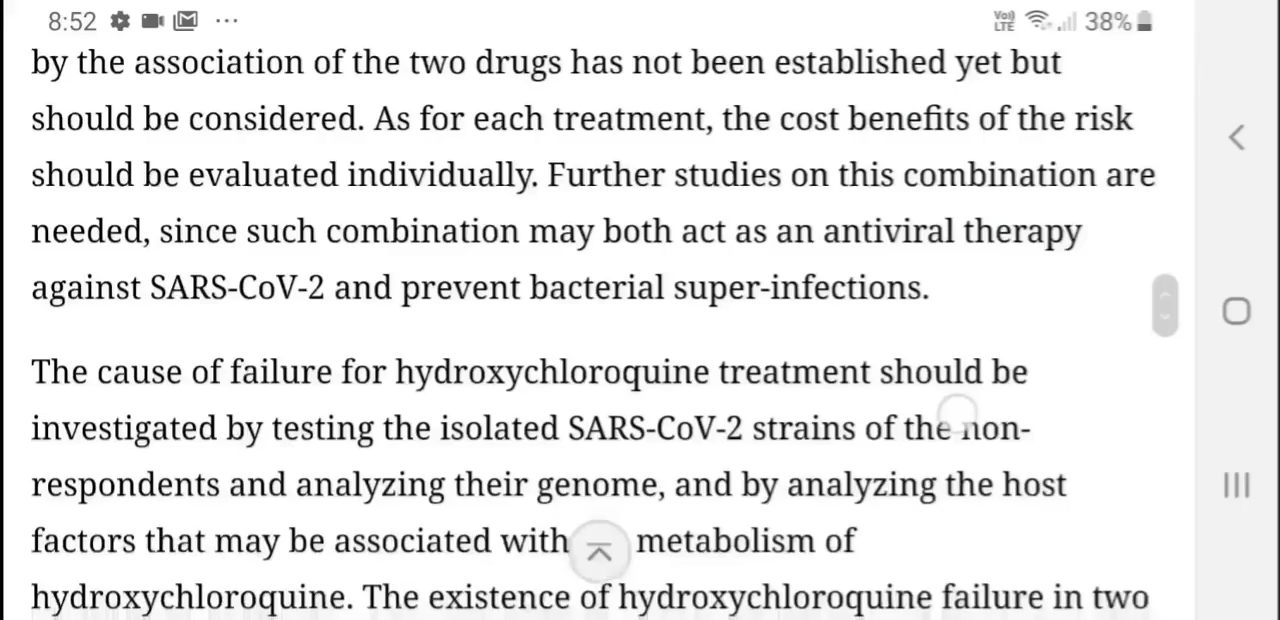 8:52 ... Vo)) LTE 38%
by the association of the two drugs has not been established yet but
should be considered. As for each treatment, the cost benefits of the risk
should be evaluated individually. Further studies on this combination are
needed, since such combination may both act as an antiviral therapy
against SARS-CoV-2 and prevent bacterial super-infections.
The cause of failure for hydroxychloroquine treatment should be
investigated by testing the isolated SARS-CoV-2 strains of the non-
respondents and analyzing their genome, and by analyzing the host
factors that may be associated with metabolism of
hydroxychloroquine. The existence of hydroxychloroquine failure in two